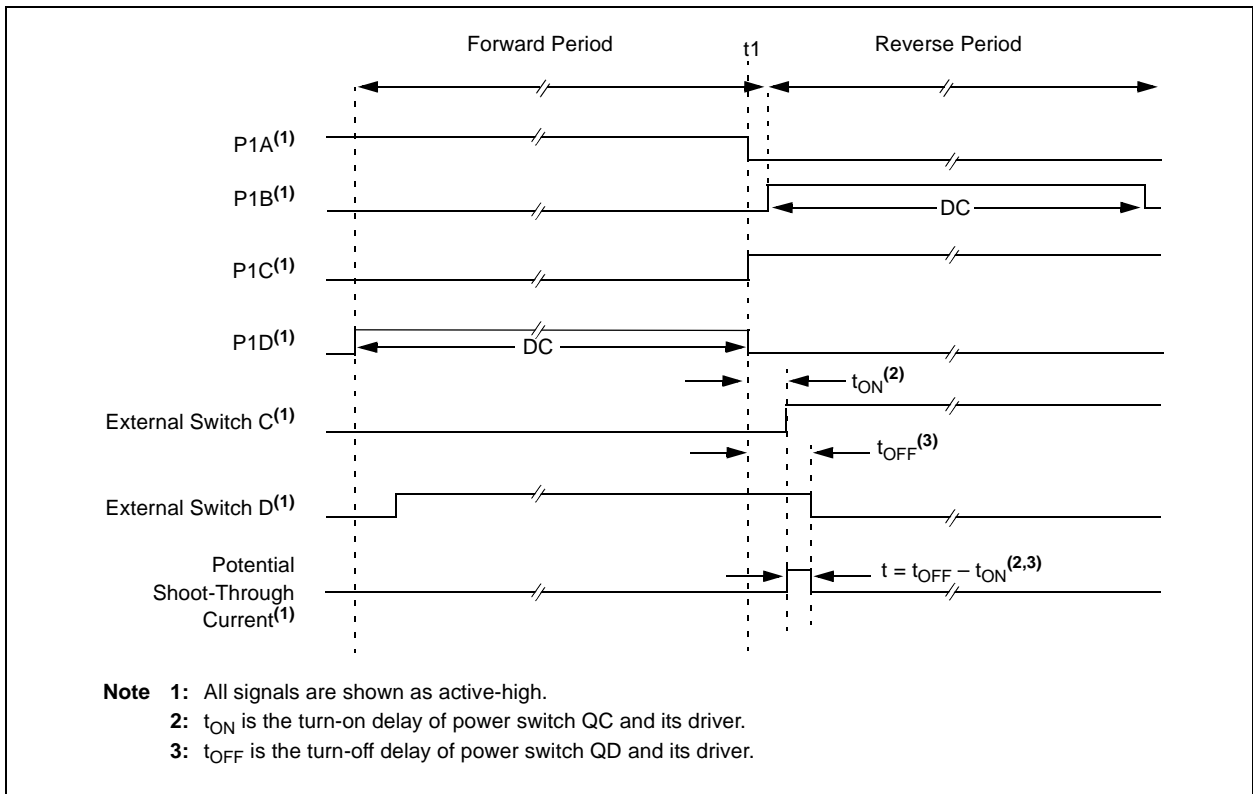 Forward Period
t1
Reverse Period
P1A(1)
P1B(1)
DC
P1C(1)
P1D(1)
DC
tON(2)
External Switch C(1)
tOFF(3)
External Switch D(1)
Potential
Shoot-Through
Current(1)
t = tOFF – tON(2,3)
Note 1: All signals are shown as active-high.
2: tON is the turn-on delay of power switch QC and its driver.
3: tOFF is the turn-off delay of power switch QD and its driver.